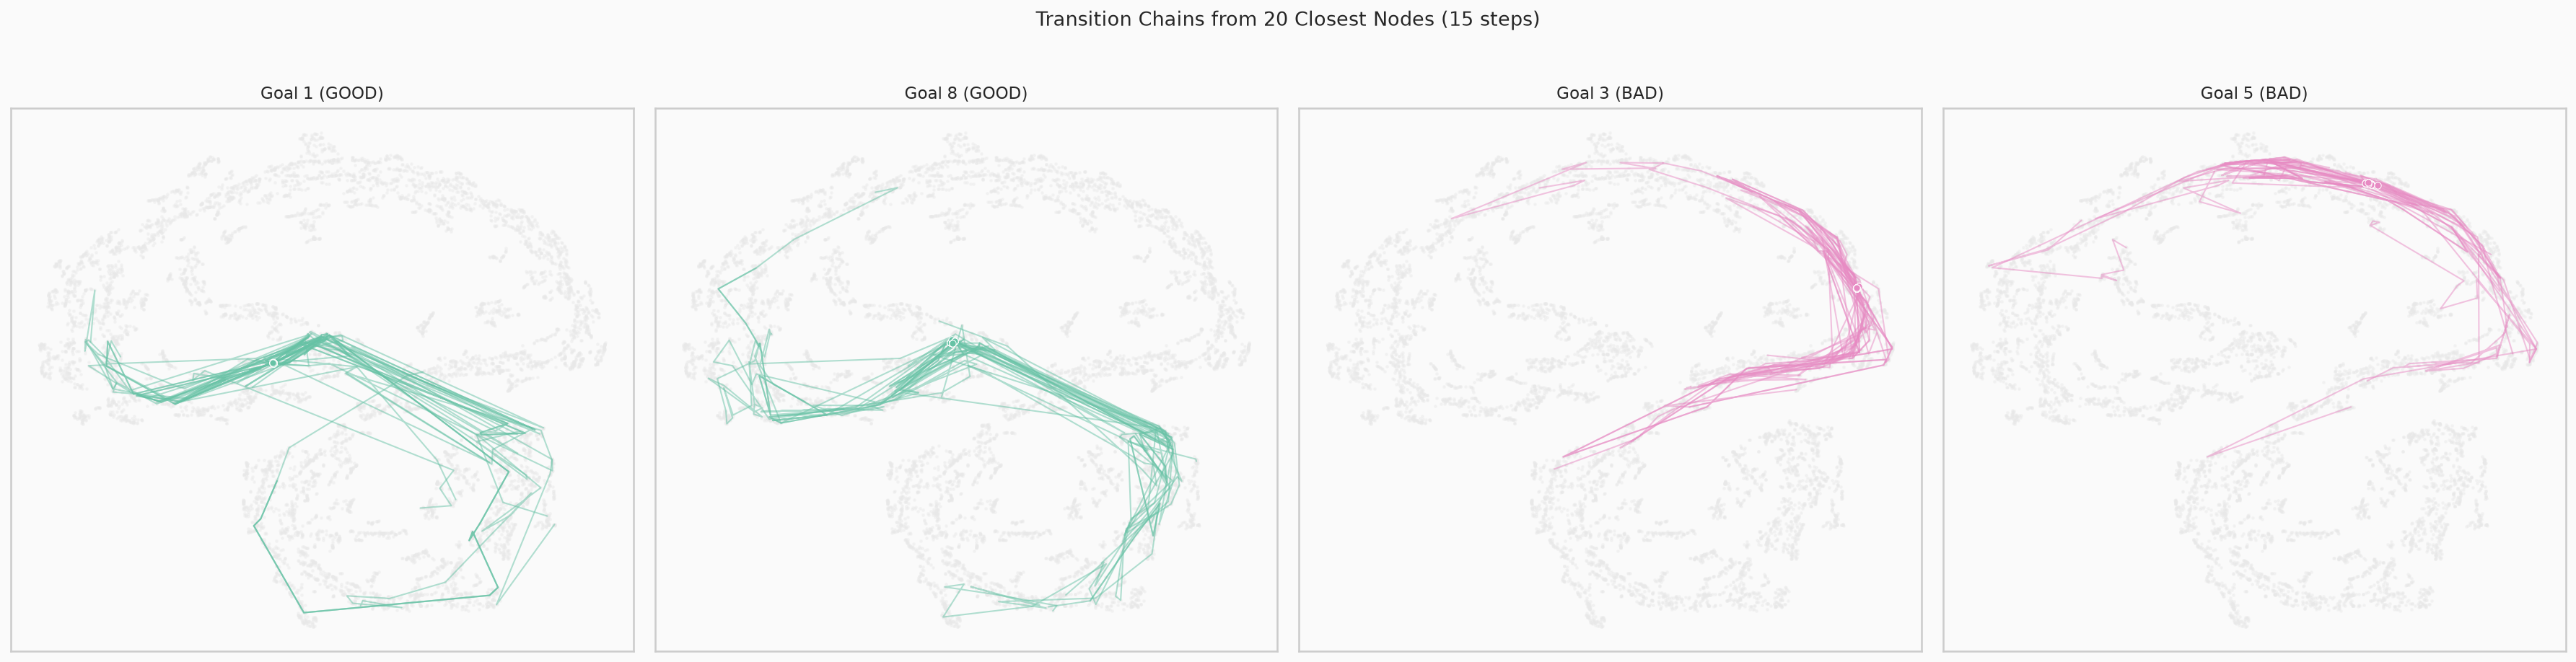 Transition Chains from 20 Closest Nodes (15 steps)
Goal 1 (GOOD)
Goal 8 (GOOD)
Goal 3 (BAD)
Goal 5 (BAD)